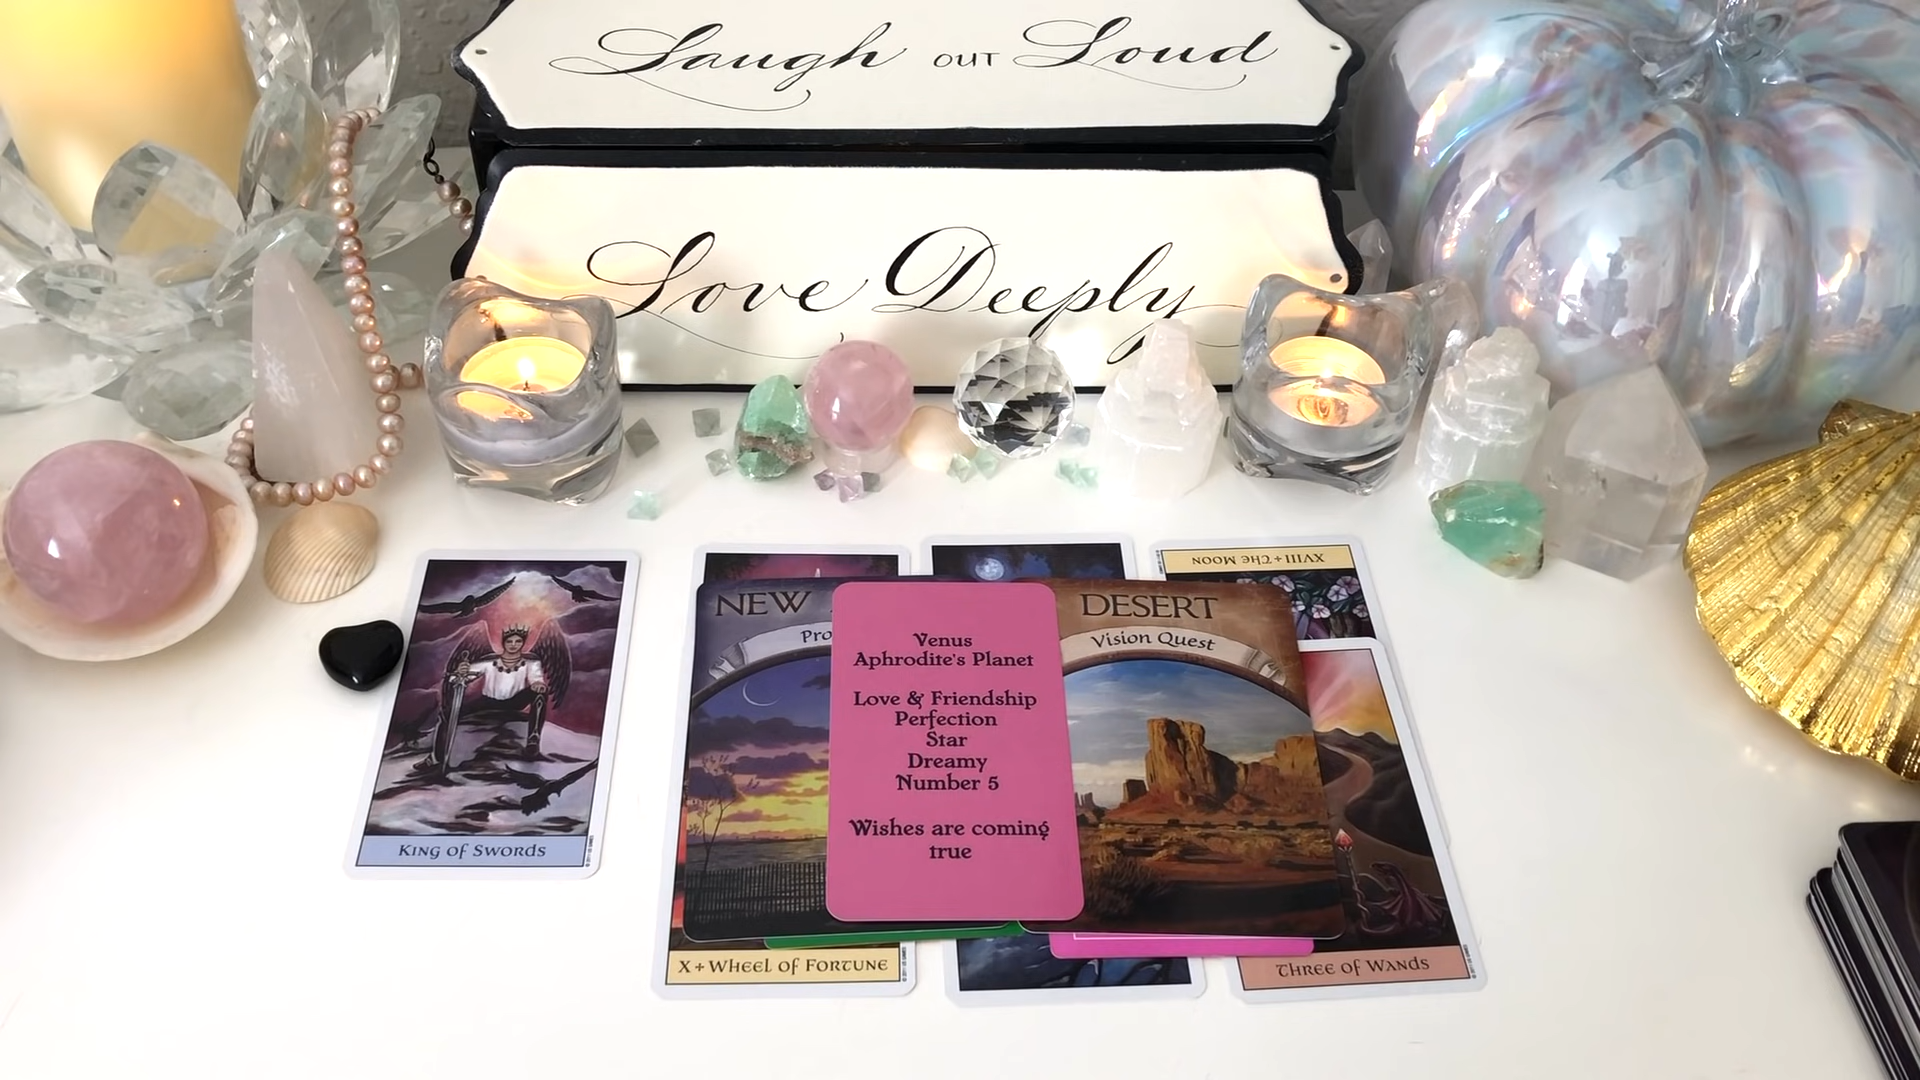 Laugh OUT Loud
Love Deeply
XVIII + The Moon
NEW
DESERT
Vision Quest
Venus
Aphrodite's Planet
Love & Friendship
Perfection
Star
Dreamy
Number 5
Wishes are coming
true
King of Swords
X + Wheel of Fortune
Three of Wands